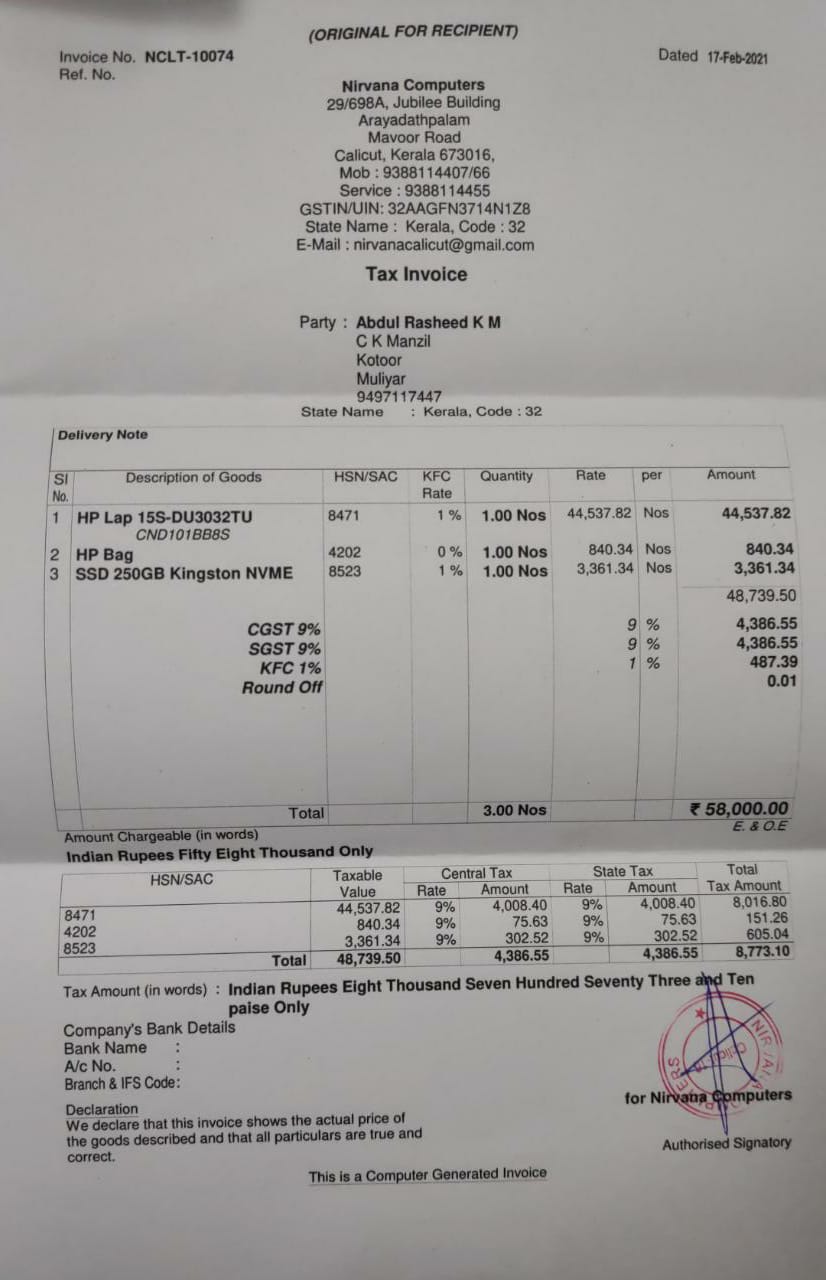 (ORIGINAL FOR RECIPIENT)
Invoice No. NCLT-10074 Dated 17-Feb-2021
Ref. No.
Nirvana Computers
29/698A, Jubilee Building
Arayadathpalam
Mavoor Road
Calicut, Kerala 673016,
Mob : 9388114407/66
Service : 9388114455
GSTIN/UIN: 32AAGFN3714N1Z8
State Name : Kerala, Code : 32
E-Mail : nirvanacalicut@gmail.com
Tax Invoice
Party : Abdul Rasheed K M
C K Manzil
Kotoor
Muliyar
9497117447
State Name : Kerala, Code : 32
Delivery Note
Sl No. Description of Goods HSN/SAC KFC Rate Quantity Rate per Amount
1 HP Lap 15S-DU3032TU 8471 1 % 1.00 Nos 44,537.82 Nos 44,537.82
CND101BB8S
2 HP Bag 4202 0 % 1.00 Nos 840.34 Nos 840.34
3 SSD 250GB Kingston NVME 8523 1 % 1.00 Nos 3,361.34 Nos 3,361.34
48,739.50
CGST 9% 9 % 4,386.55
SGST 9% 9 % 4,386.55
KFC 1% 1 % 487.39
Round Off 0.01
Total 3.00 Nos ₹ 58,000.00
Amount Chargeable (in words) E. & O.E
Indian Rupees Fifty Eight Thousand Only
HSN/SAC Taxable Central Tax State Tax Total
Value Rate Amount Rate Amount Tax Amount
8471 44,537.82 9% 4,008.40 9% 4,008.40 8,016.80
4202 840.34 9% 75.63 9% 75.63 151.26
8523 3,361.34 9% 302.52 9% 302.52 605.04
Total 48,739.50 4,386.55 4,386.55 8,773.10
Tax Amount (in words) : Indian Rupees Eight Thousand Seven Hundred Seventy Three and Ten
paise Only
Company's Bank Details
Bank Name :
A/c No. :
Branch & IFS Code:
for Nirvana Computers
Declaration
We declare that this invoice shows the actual price of
the goods described and that all particulars are true and
correct.
Authorised Signatory
This is a Computer Generated Invoice